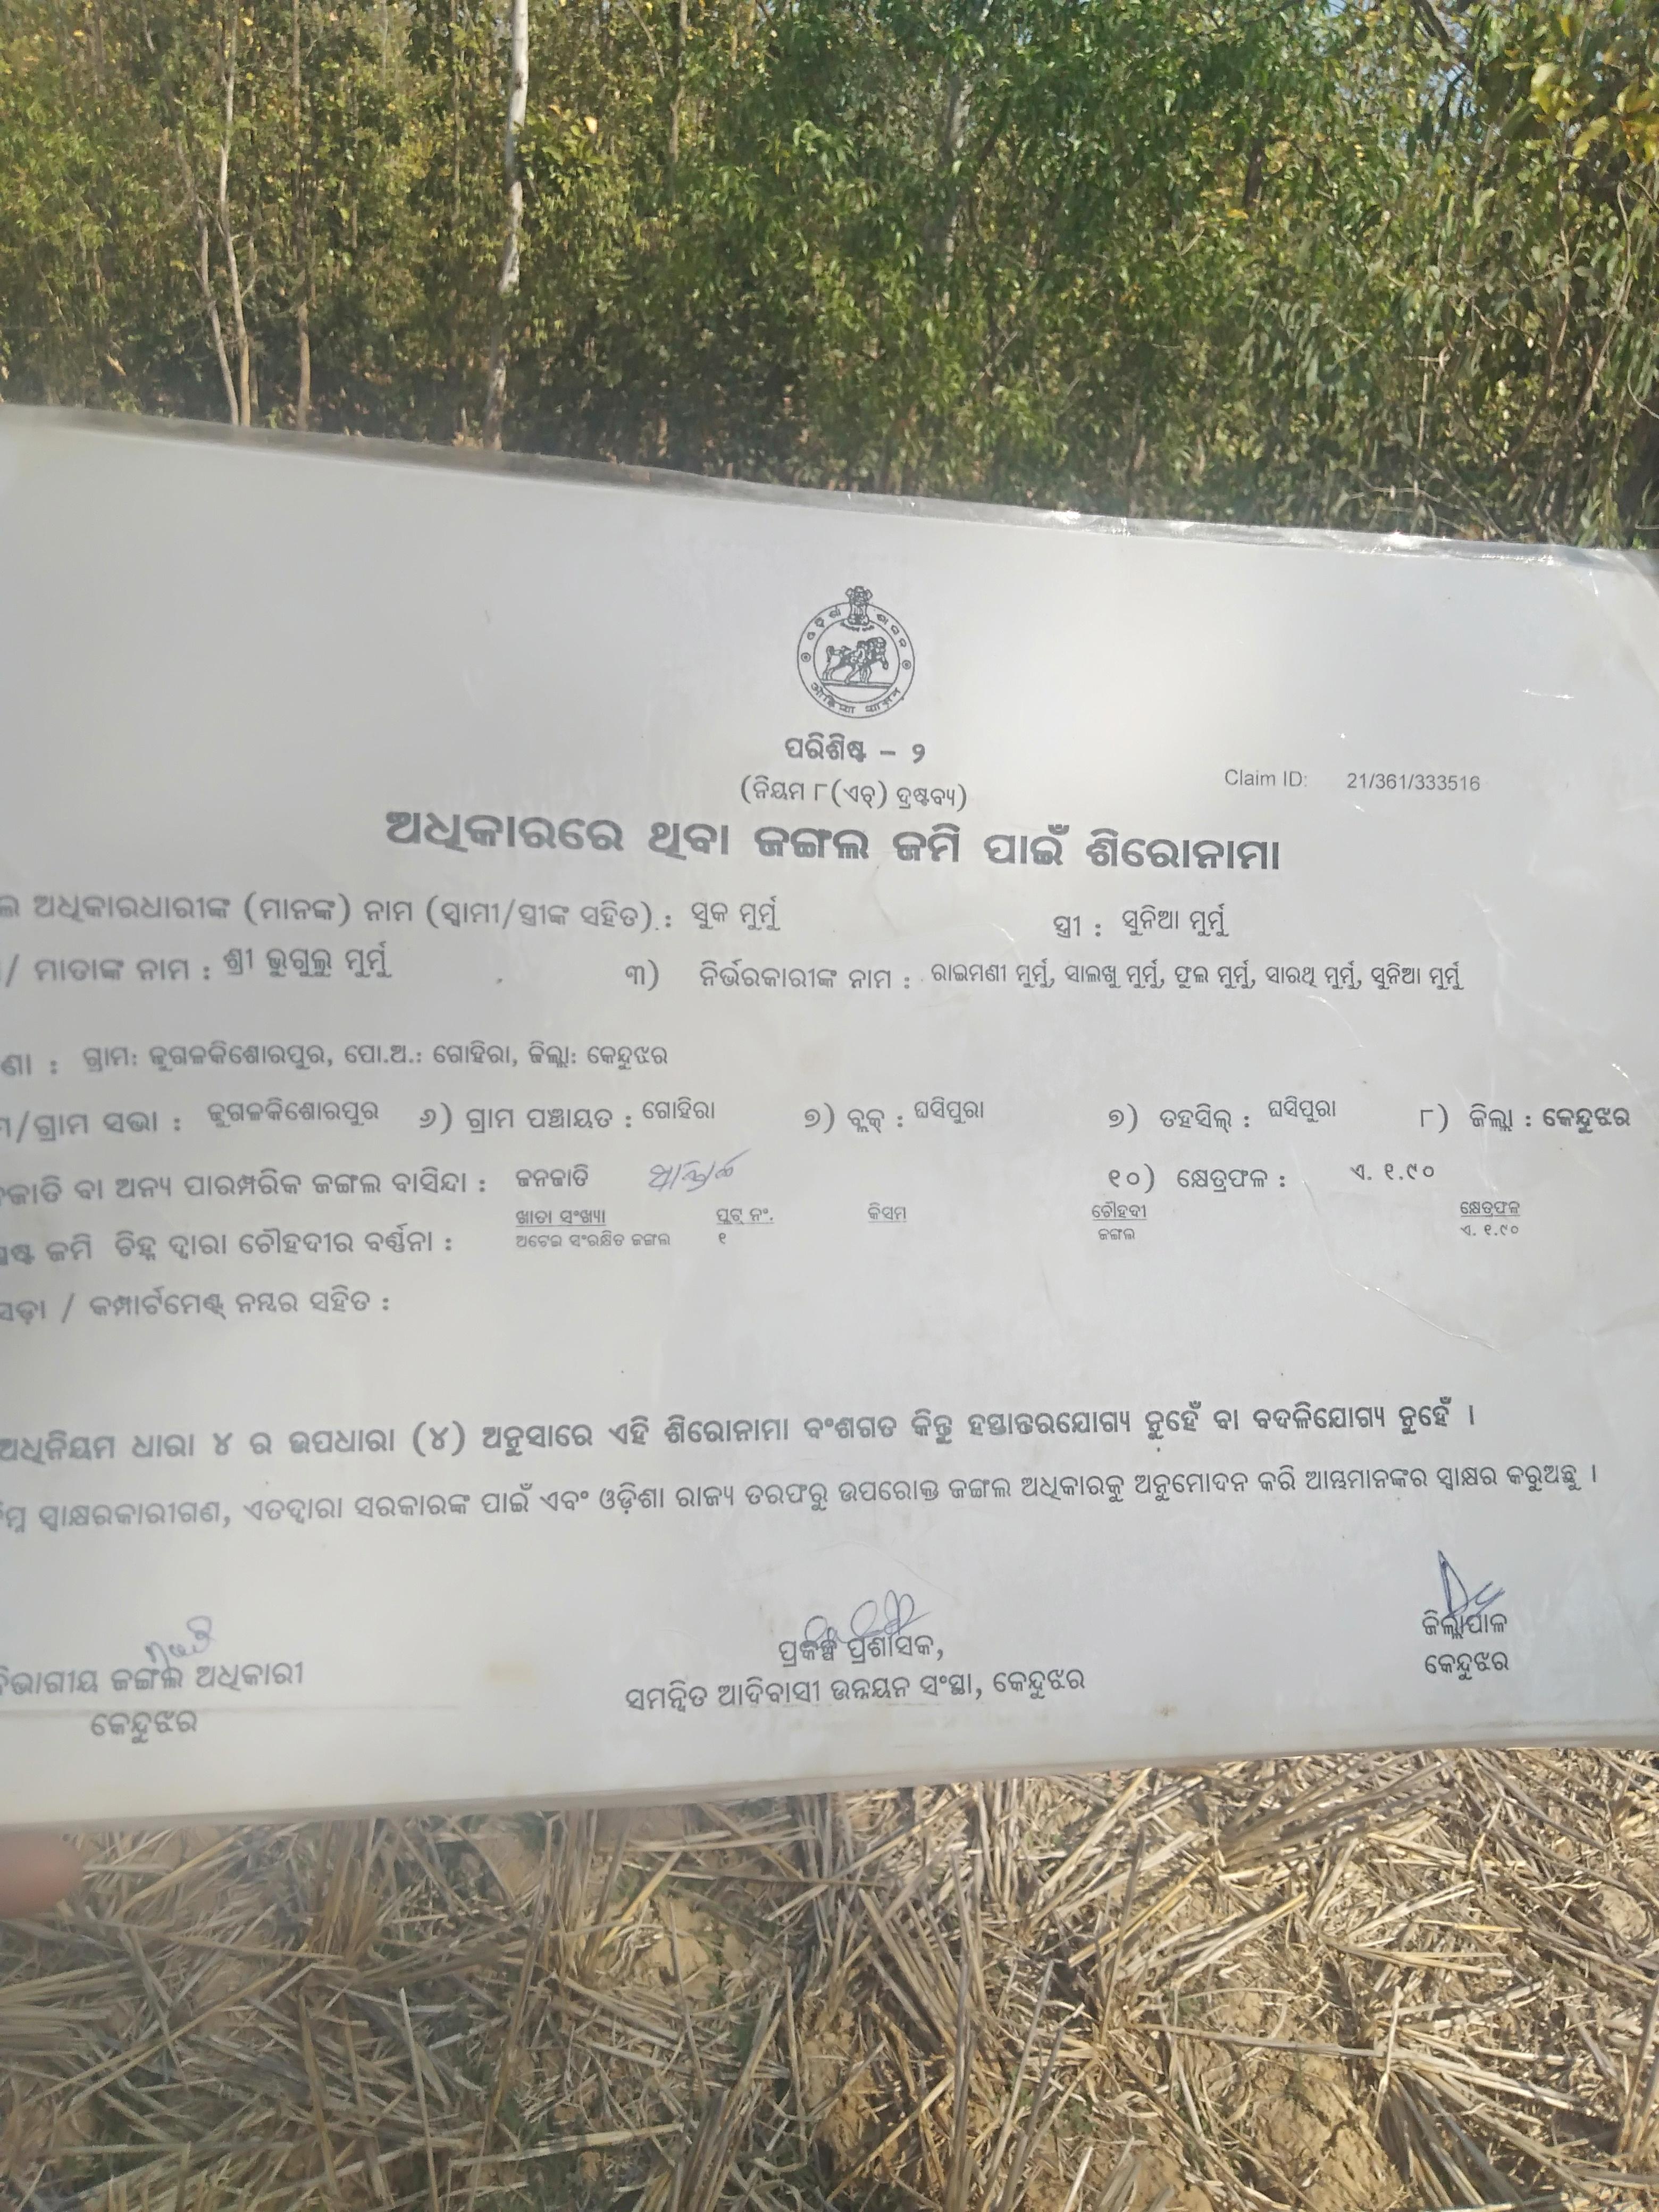 ପରିଶିଷ୍ଟ – ୨
(ନିୟମ ୮(ଏଚ୍) ଦ୍ରଷ୍ଟବ୍ୟ)
Claim ID: 21/361/333516
ଅଧିକାରରେ ଥିବା ଜଙ୍ଗଲ ଜମି ପାଇଁ ଶିରୋନାମା
ଅଧିକାରଧାରୀଙ୍କ (ମାନଙ୍କ) ନାମ (ସ୍ୱାମୀ/ସ୍ତ୍ରୀଙ୍କ ସହିତ) : ସୁକ ମୁର୍ମୁ ସ୍ତ୍ରୀ : ସୁନିଆ ମୁର୍ମୁ
/ ମାତାଙ୍କ ନାମ : ଶ୍ରୀ ଭୁଗୁଲୁ ମୁର୍ମୁ ୩) ନିର୍ଭରକାରୀଙ୍କ ନାମ : ରାଇମଣୀ ମୁର୍ମୁ, ସାଲଖୁ ମୁର୍ମୁ, ଫୁଲ ମୁର୍ମୁ, ସାରଥି ମୁର୍ମୁ, ସୁନିଆ ମୁର୍ମୁ
: ଗ୍ରାମ: ଜୁଗଳକିଶୋରପୁର, ପୋ.ଅ.: ଗୋହିରା, ଜିଲ୍ଲା: କେନ୍ଦୁଝର
/ଗ୍ରାମ ସଭା : ଜୁଗଳକିଶୋରପୁର ୬) ଗ୍ରାମ ପଞ୍ଚାୟତ : ଗୋହିରା ୭) ବ୍ଲକ୍ : ଘସିପୁରା ୭) ତହସିଲ୍ : ଘସିପୁରା ୮) ଜିଲ୍ଲା : କେନ୍ଦୁଝର
ବା ଅନ୍ୟ ପାରମ୍ପରିକ ଜଙ୍ଗଲ ବାସିନ୍ଦା : ଜନଜାତି ୧୦) କ୍ଷେତ୍ରଫଳ : ଏ. ୧.୯୦
ଖାତା ସଂଖ୍ୟା ପ୍ଲଟ୍ ନଂ. କିସମ ଚୌହଦୀ କ୍ଷେତ୍ରଫଳ
ଜମି ଚିହ୍ନ ଦ୍ୱାରା ଚୌହଦୀର ବର୍ଣ୍ଣନା : ଅଟେଇ ସଂରକ୍ଷିତ ଜଙ୍ଗଲ ୧ ଜଙ୍ଗଲ ଏ. ୧.୯୦
/ କମ୍ପାର୍ଟମେଣ୍ଟ୍ ନମ୍ବର ସହିତ :
ଅଧିନିୟମ ଧାରା ୪ ର ଉପଧାରା (୪) ଅନୁସାରେ ଏହି ଶିରୋନାମା ବଂଶଗତ କିନ୍ତୁ ହସ୍ତାନ୍ତରଯୋଗ୍ୟ ନୁହେଁ ବା ବଦଳିଯୋଗ୍ୟ ନୁହେଁ ।
ସ୍ୱାକ୍ଷରକାରୀଗଣ, ଏତଦ୍ୱାରା ସରକାରଙ୍କ ପାଇଁ ଏବଂ ଓଡ଼ିଶା ରାଜ୍ୟ ତରଫରୁ ଉପରୋକ୍ତ ଜଙ୍ଗଲ ଅଧିକାରକୁ ଅନୁମୋଦନ କରି ଆମ୍ଭମାନଙ୍କର ସ୍ୱାକ୍ଷର କରୁଅଛୁ ।
ବିଭାଗୀୟ ଜଙ୍ଗଲ ଅଧିକାରୀ
କେନ୍ଦୁଝର
ପ୍ରକଳ୍ପ ପ୍ରଶାସକ,
ସମନ୍ୱିତ ଆଦିବାସୀ ଉନ୍ନୟନ ସଂସ୍ଥା, କେନ୍ଦୁଝର
ଜିଲ୍ଲାପାଳ
କେନ୍ଦୁଝର